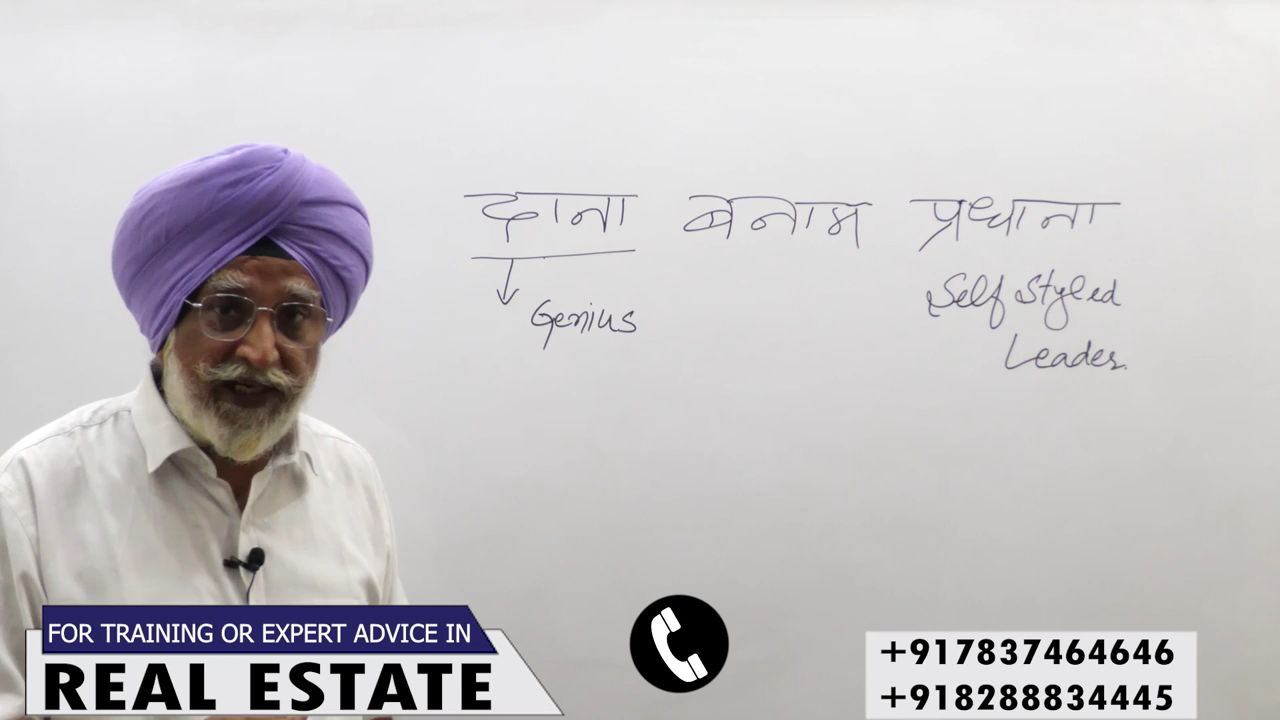 दाना बनाम प्रधाना
Genius
Self Styled
Leader
FOR TRAINING OR EXPERT ADVICE IN
REAL ESTATE
+917837464646
+918288834445